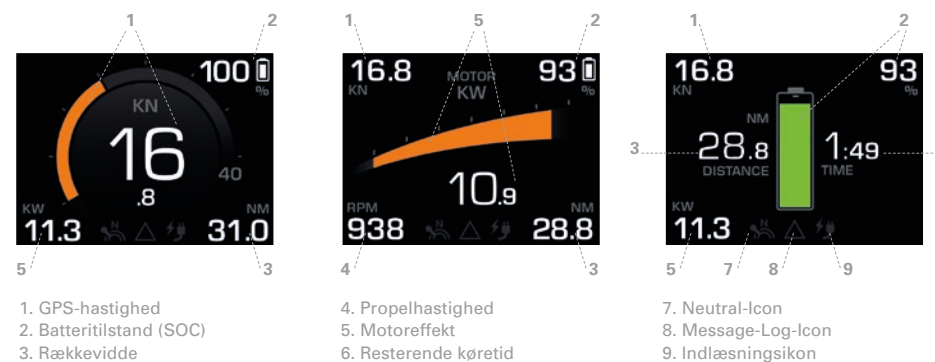 1 2
100
%
KN
16
.8
40
KW
11.3
N
NM
31.0
5 3
1 5 2
16.8
KN
MOTOR
KW
93
%
10.9
RPM
938
N
NM
28.8
4 3
1 2
16.8
KN
93
%
NM
3 28.8
DISTANCE
1:49
TIME
KW
11.3
N
5 7 8 9
1. GPS-hastighed
2. Batteritilstand (SOC)
3. Rækkevidde
4. Propelhastighed
5. Motoreffekt
6. Resterende køretid
7. Neutral-Icon
8. Message-Log-Icon
9. Indlæsningsikon